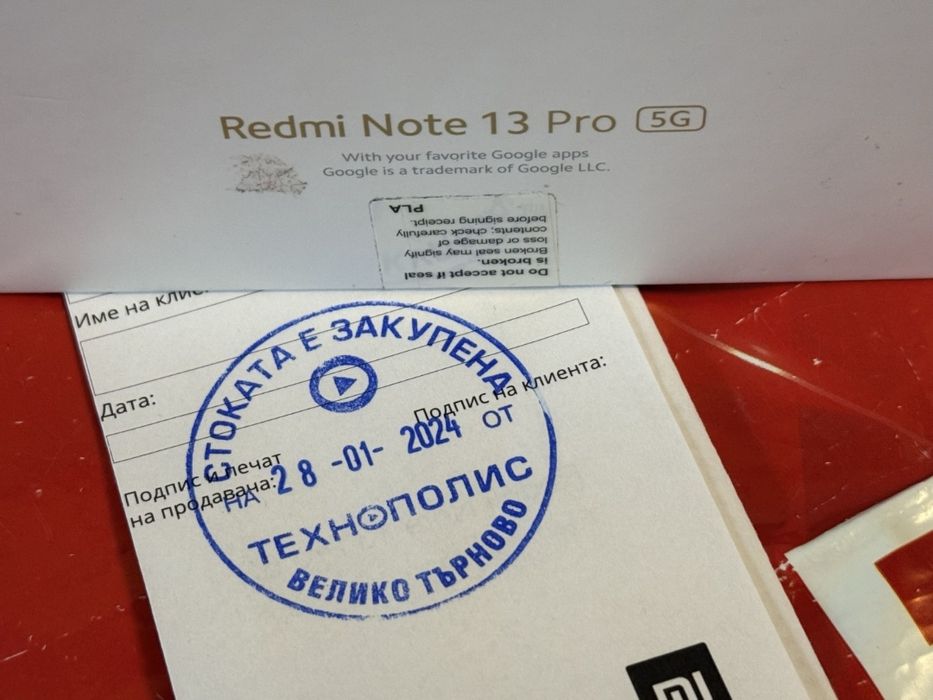 Redmi Note 13 Pro 5G
With your favorite Google apps
Google is a trademark of Google LLC.
Do not accept if seal
is broken.
Broken seal may signify
loss or damage of
contents; check carefully
before signing receipt.
PLA
Име на
Дата:
Подпис на клиента:
Подпис и печат
на продавача:
СТОКАТА Е ЗАКУПЕНА
НА 28 -01- 2024 ОТ
ТЕХНОПОЛИС
ВЕЛИКО ТЪРНОВО
MI